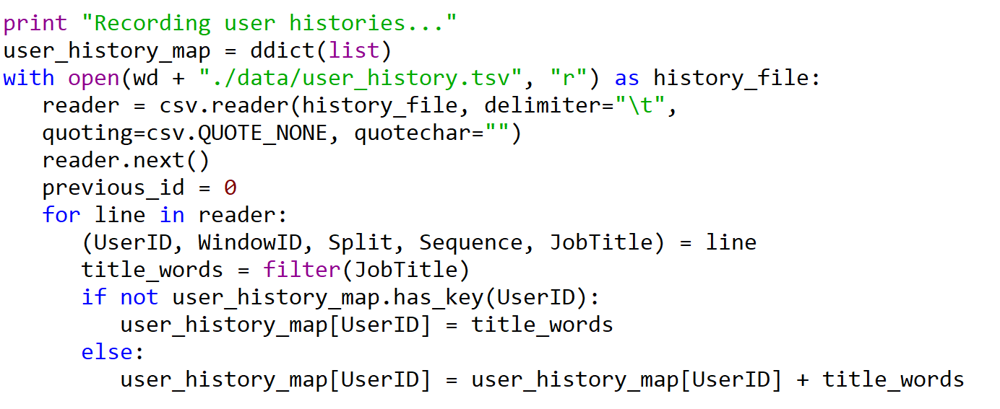 print "Recording user histories..."
user_history_map = ddict(list)
with open(wd + "./data/user_history.tsv", "r") as history_file:
   reader = csv.reader(history_file, delimiter="\t",
   quoting=csv.QUOTE_NONE, quotechar="")
   reader.next()
   previous_id = 0
   for line in reader:
      (UserID, WindowID, Split, Sequence, JobTitle) = line
      title_words = filter(JobTitle)
      if not user_history_map.has_key(UserID):
         user_history_map[UserID] = title_words
      else:
         user_history_map[UserID] = user_history_map[UserID] + title_words